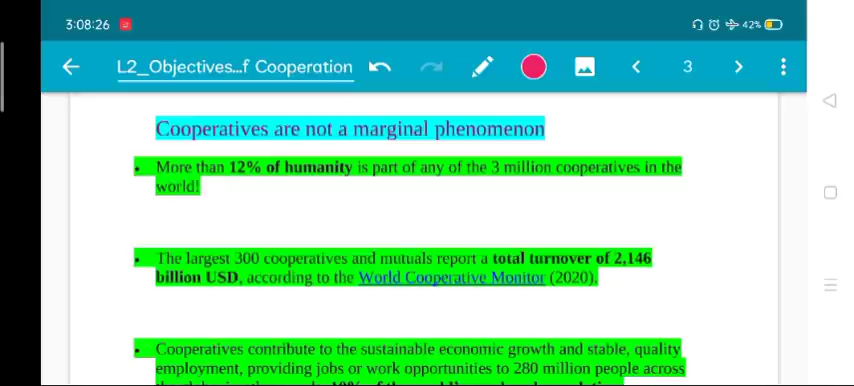 3:08:26
42%
L2_Objectives...f Cooperation
3
Cooperatives are not a marginal phenomenon
• More than 12% of humanity is part of any of the 3 million cooperatives in the
world!
• The largest 300 cooperatives and mutuals report a total turnover of 2,146
billion USD, according to the World Cooperative Monitor (2020).
• Cooperatives contribute to the sustainable economic growth and stable, quality
employment, providing jobs or work opportunities to 280 million people across